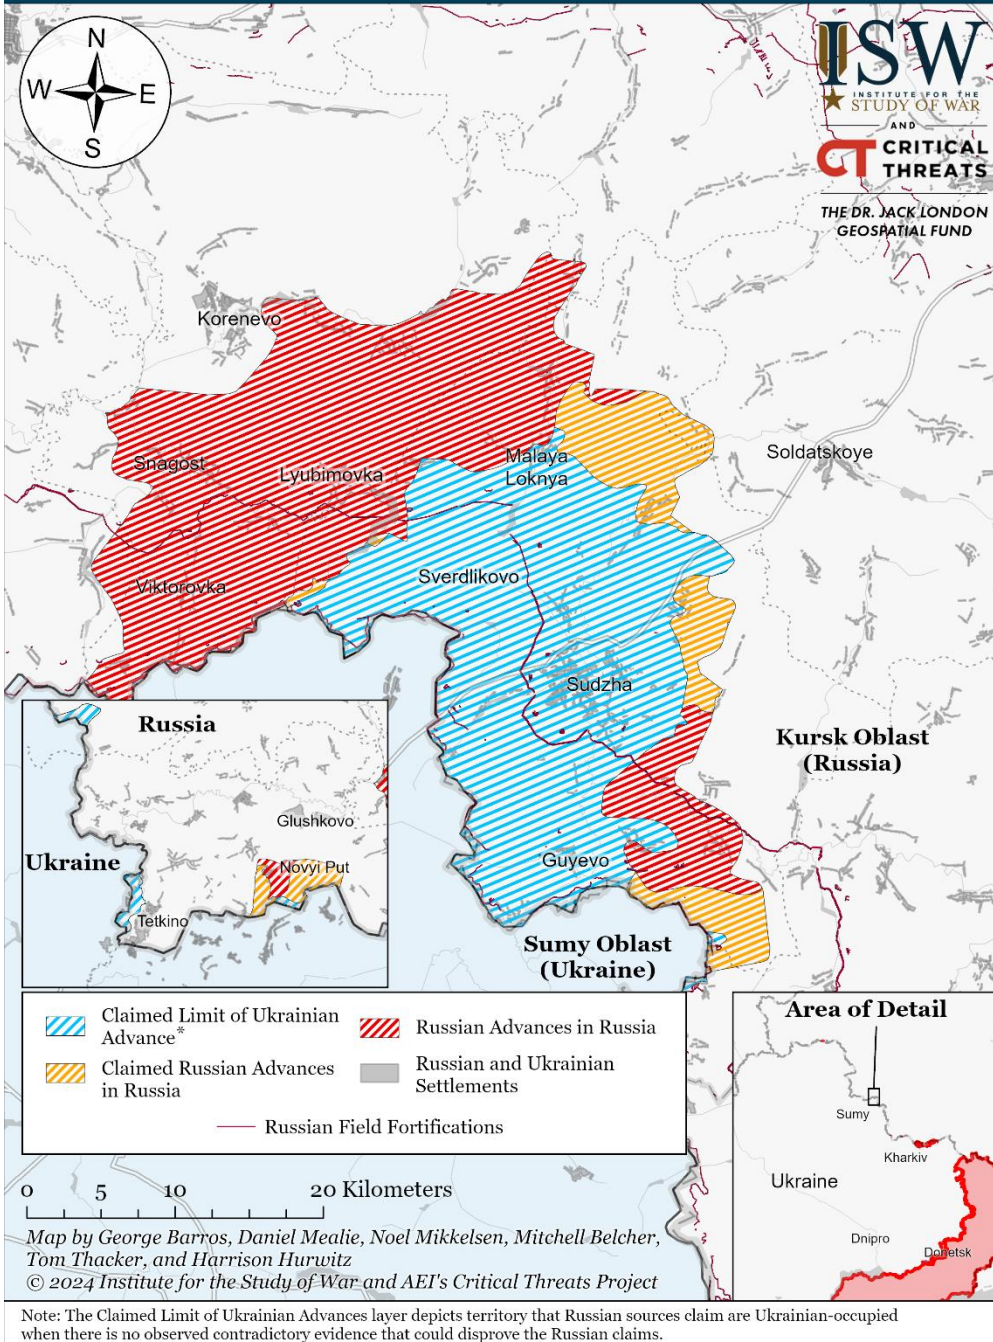 N
W
E
S
ISW
INSTITUTE FOR THE
STUDY OF WAR
AND
CT CRITICAL
THREATS
THE DR. JACK LONDON
GEOSPATIAL FUND
Korenevo
Snagost
Lyubimovka
Malaya
Loknya
Soldatskoye
Viktorovka
Sverdlikovo
Sudzha
Kursk Oblast
(Russia)
Guyevo
Sumy Oblast
(Ukraine)
Russia
Glushkovo
Ukraine
Novyi Put
Tetkino
Claimed Limit of Ukrainian
Advance*
Claimed Russian Advances
in Russia
Russian Advances in Russia
Russian and Ukrainian
Settlements
Russian Field Fortifications
0 5 10 20 Kilometers
Map by George Barros, Daniel Mealie, Noel Mikkelsen, Mitchell Belcher,
Tom Thacker, and Harrison Hurwitz
© 2024 Institute for the Study of War and AEI's Critical Threats Project
Area of Detail
Sumy
Kharkiv
Ukraine
Dnipro
Donetsk
Note: The Claimed Limit of Ukrainian Advances layer depicts territory that Russian sources claim are Ukrainian-occupied
when there is no observed contradictory evidence that could disprove the Russian claims.